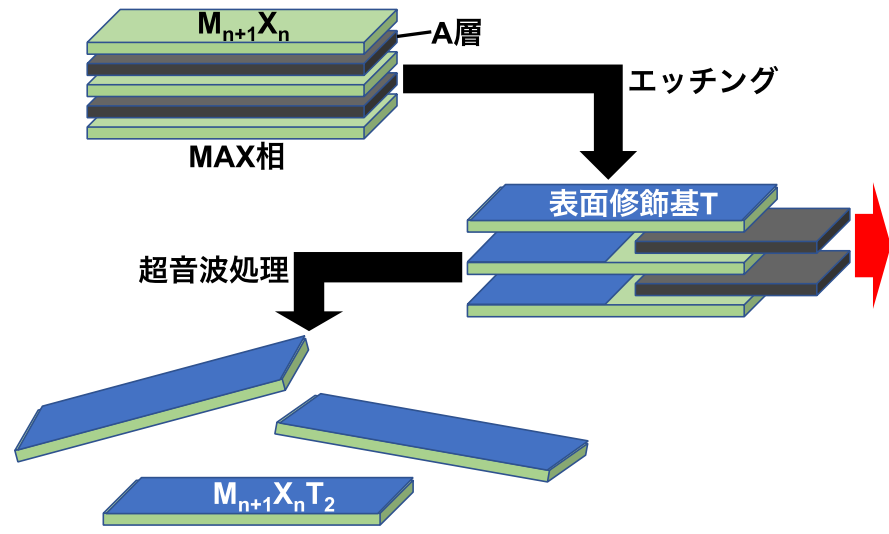 Mn+1Xn
A層
エッチング
MAX相
表面修飾基T
超音波処理
Mn+1XnT2